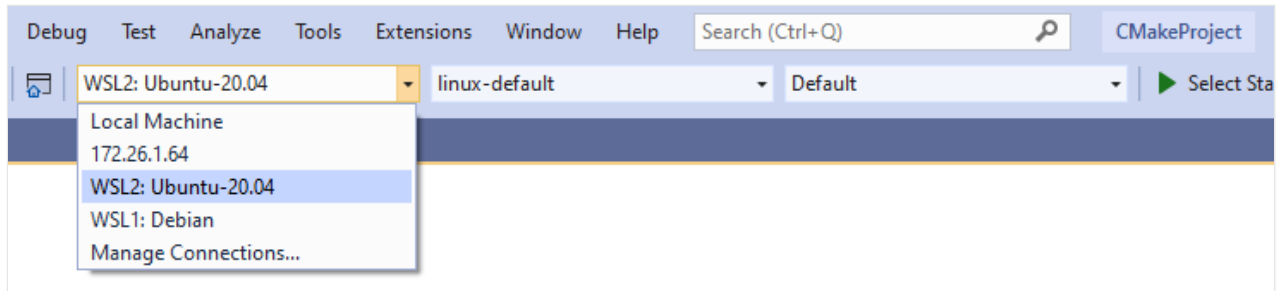 Debug Test Analyze Tools Extensions Window Help Search (Ctrl+Q) CMakeProject
WSL2: Ubuntu-20.04 linux-default Default Select Sta
Local Machine
172.26.1.64
WSL2: Ubuntu-20.04
WSL1: Debian
Manage Connections...